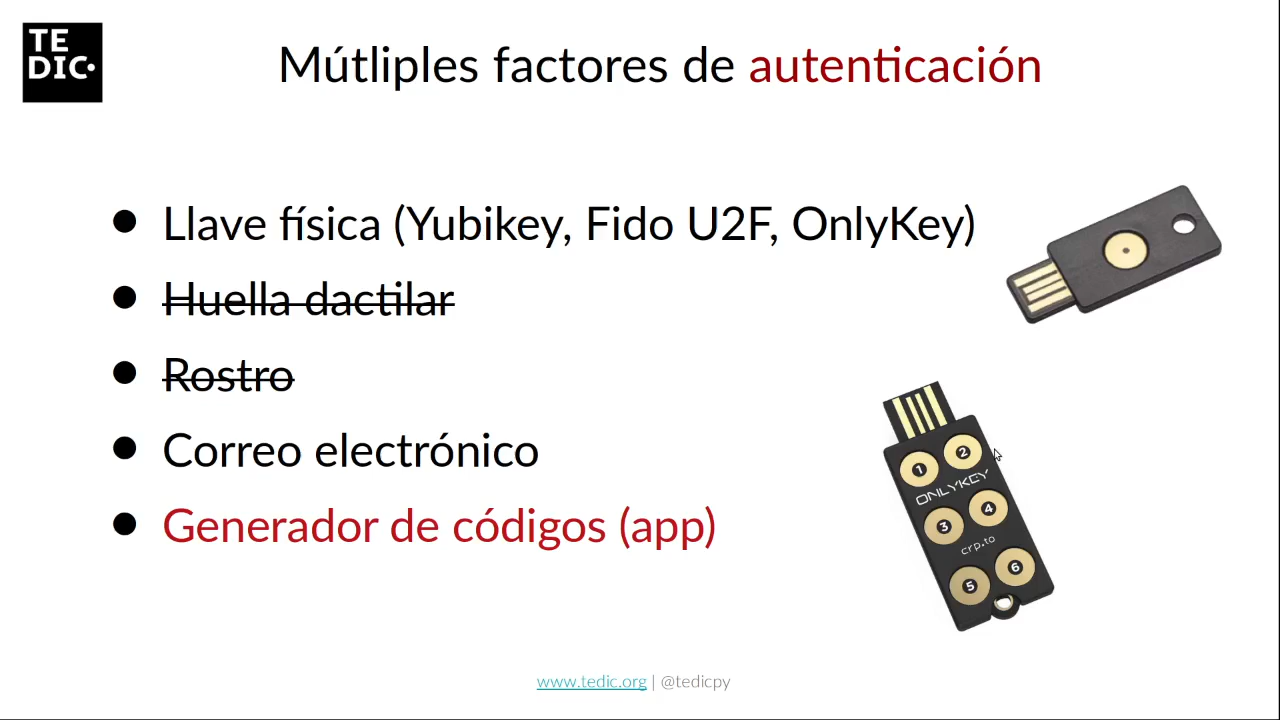 TE
DIC
Mútliples factores de autenticación
Llave física (Yubikey, Fido U2F, OnlyKey)
Huella dactilar
Rostro
Correo electrónico
Generador de códigos (app)
1 2
ONLYKEY
3 4
crp.to
5 6
www.tedic.org | @tedicpy